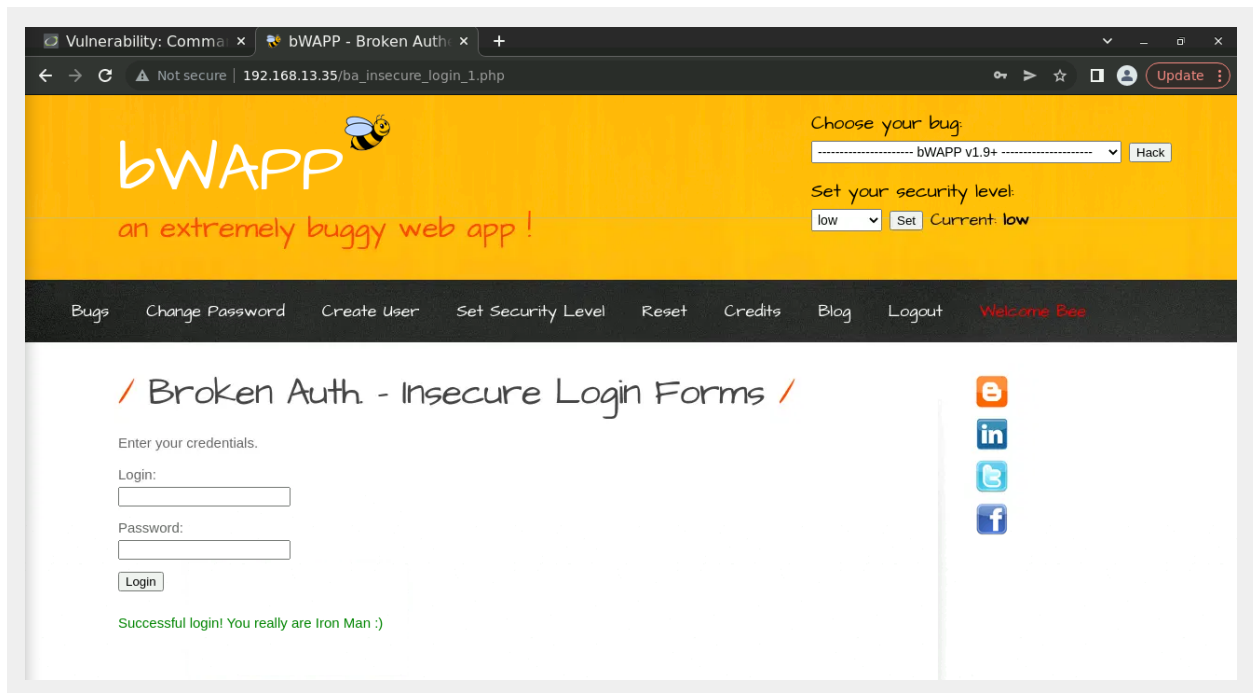 Vulnerability: Comma
bWAPP - Broken Auth
Not secure
192.168.13.35/ba_insecure_login_1.php
Update
bWAPP
an extremely buggy web app !
Choose your bug:
---------------------- bWAPP v1.9+ ---------------------
Hack
Set your security level:
low
Set
Current: low
Bugs
Change Password
Create User
Set Security Level
Reset
Credits
Blog
Logout
Welcome Bee
/ Broken Auth. - Insecure Login Forms /
Enter your credentials.
Login:
Password:
Login
Successful login! You really are Iron Man :)